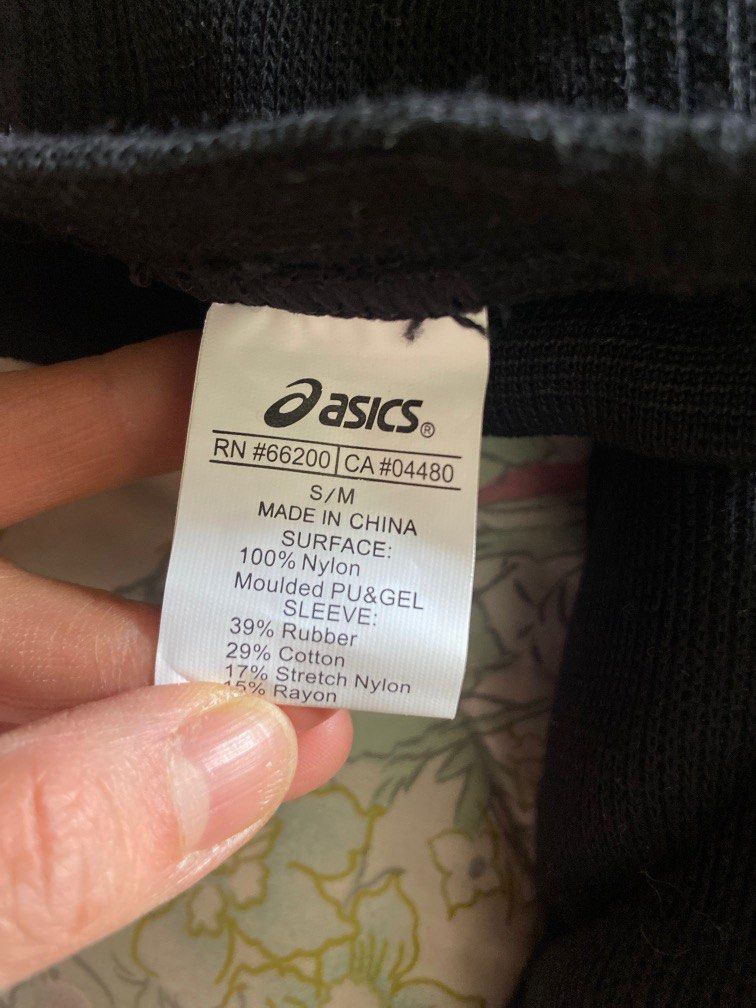 asics®
RN #66200 | CA #04480
S/M
MADE IN CHINA
SURFACE:
100% Nylon
Moulded PU&GEL
SLEEVE:
39% Rubber
29% Cotton
17% Stretch Nylon
15% Rayon